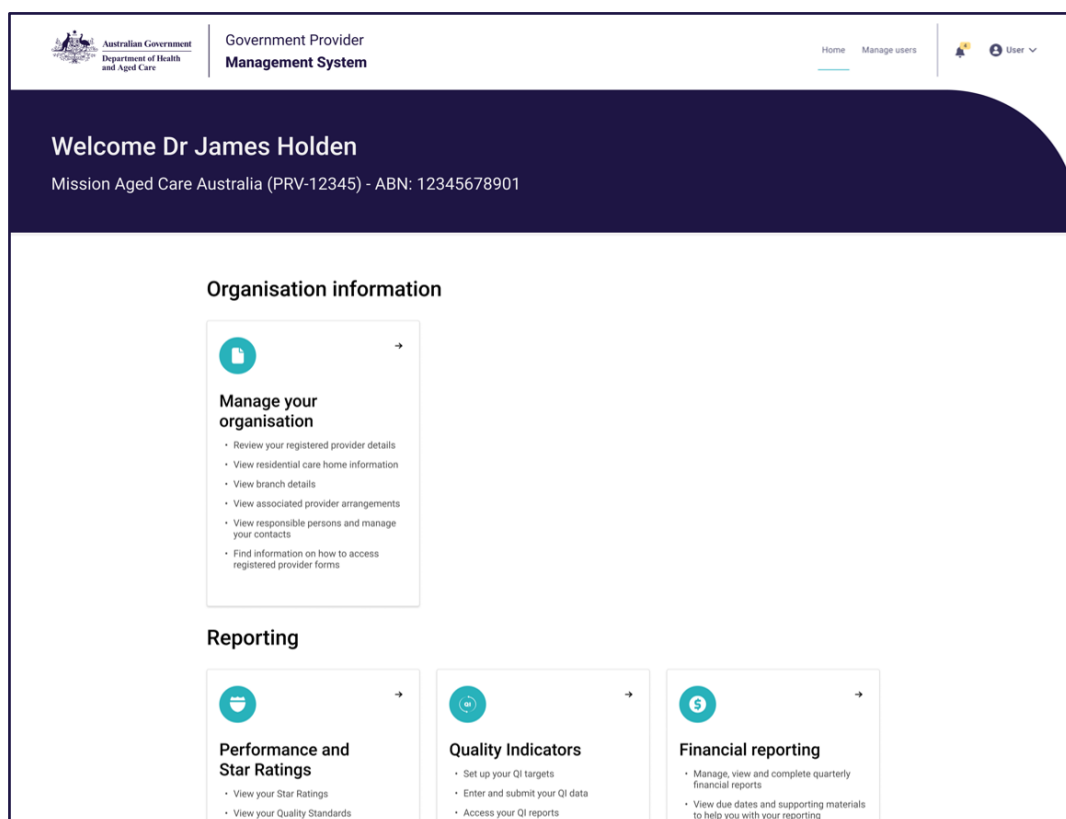 Australian Government
Department of Health
and Aged Care
Government Provider
Management System
Home
Manage users
4
User
Welcome Dr James Holden
Mission Aged Care Australia (PRV-12345) - ABN: 12345678901
Organisation information
Manage your
organisation
• Review your registered provider details
• View residential care home information
• View branch details
• View associated provider arrangements
• View responsible persons and manage
your contacts
• Find information on how to access
registered provider forms
Reporting
Performance and
Star Ratings
• View your Star Ratings
• View your Quality Standards
QI
Quality Indicators
• Set up your QI targets
• Enter and submit your QI data
• Access your QI reports
$
Financial reporting
• Manage, view and complete quarterly
financial reports
• View due dates and supporting materials
to help you with your reporting